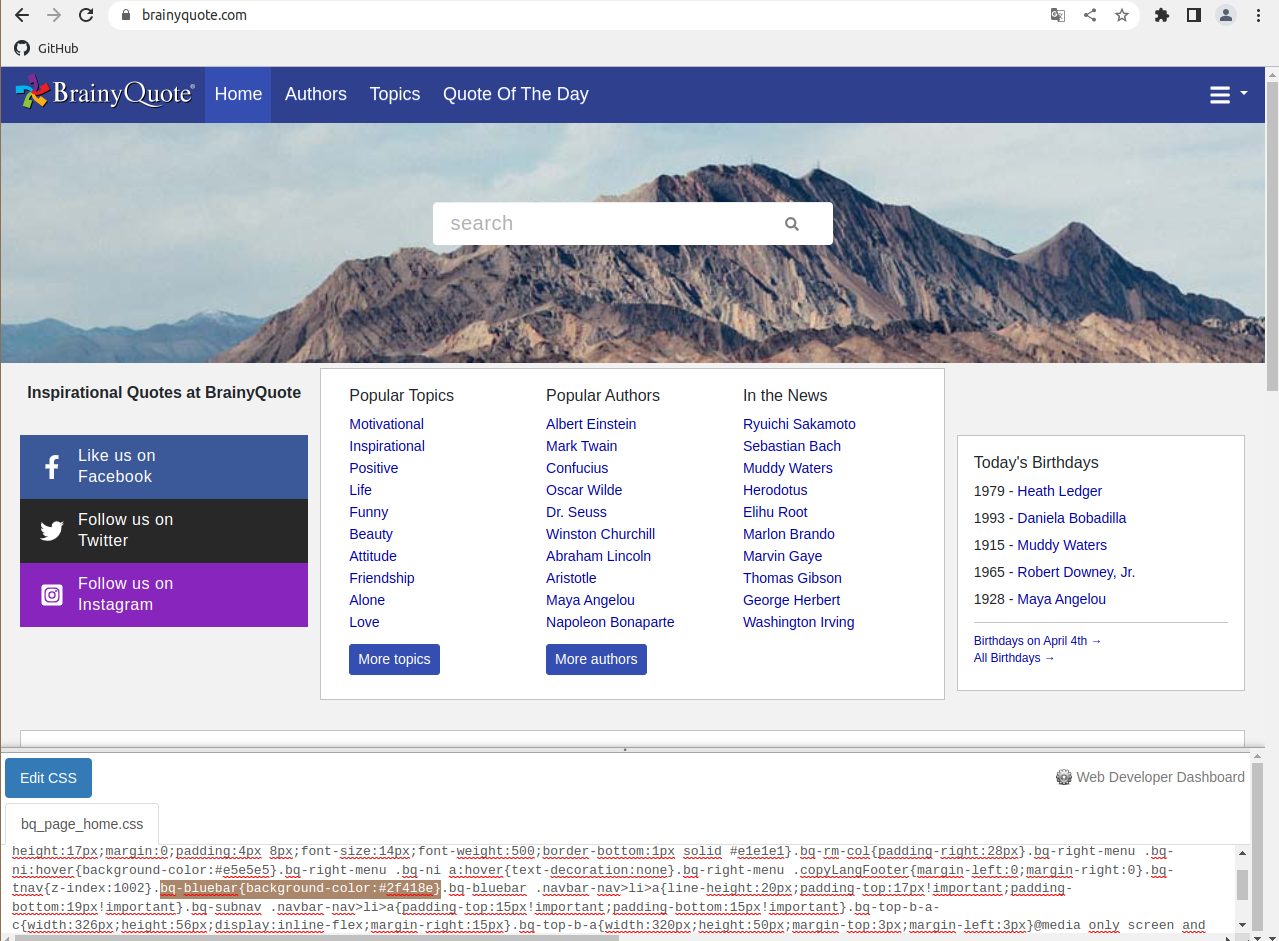 brainyquote.com
GitHub
BrainyQuote®
Home Authors Topics Quote Of The Day
search
Inspirational Quotes at BrainyQuote
Like us on
Facebook
Follow us on
Twitter
Follow us on
Instagram
Popular Topics
Motivational
Inspirational
Positive
Life
Funny
Beauty
Attitude
Friendship
Alone
Love
More topics
Popular Authors
Albert Einstein
Mark Twain
Confucius
Oscar Wilde
Dr. Seuss
Winston Churchill
Abraham Lincoln
Aristotle
Maya Angelou
Napoleon Bonaparte
More authors
In the News
Ryuichi Sakamoto
Sebastian Bach
Muddy Waters
Herodotus
Elihu Root
Marlon Brando
Marvin Gaye
Thomas Gibson
George Herbert
Washington Irving
Today's Birthdays
1979 - Heath Ledger
1993 - Daniela Bobadilla
1915 - Muddy Waters
1965 - Robert Downey, Jr.
1928 - Maya Angelou
Birthdays on April 4th →
All Birthdays →
Edit CSS
Web Developer Dashboard
bq_page_home.css
height:17px;margin:0;padding:4px 8px;font-size:14px;font-weight:500;border-bottom:1px solid #e1e1e1}.bq-rm-col{padding-right:28px}.bq-right-menu .bq-
ni:hover{background-color:#e5e5e5}.bq-right-menu .bq-ni a:hover{text-decoration:none}.bq-right-menu .copyLangFooter{margin-left:0;margin-right:0}.bq-
tnav{z-index:1002}.bq-bluebar{background-color:#2f418e}.bq-bluebar .navbar-nav>li>a{line-height:20px;padding-top:17px!important;padding-
bottom:19px!important}.bq-subnav .navbar-nav>li>a{padding-top:15px!important;padding-bottom:15px!important}.bq-top-b-a-
c{width:326px;height:56px;display:inline-flex;margin-right:15px}.bq-top-b-a{width:320px;height:50px;margin-top:3px;margin-left:3px}@media only screen and